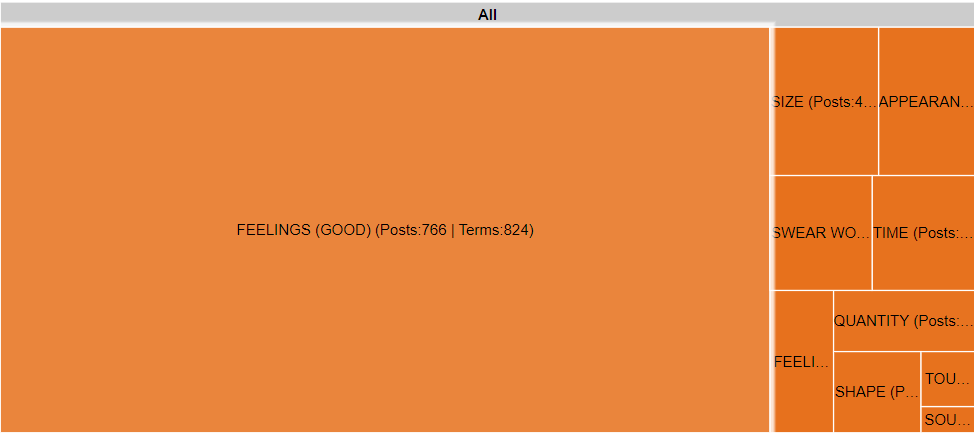 All
SIZE (Posts:4...
APPEARAN...
FEELINGS (GOOD) (Posts:766 | Terms:824)
SWEAR WO...
TIME (Posts:...
QUANTITY (Posts:...
FEELI...
SHAPE (P...
TOU...
SOU...